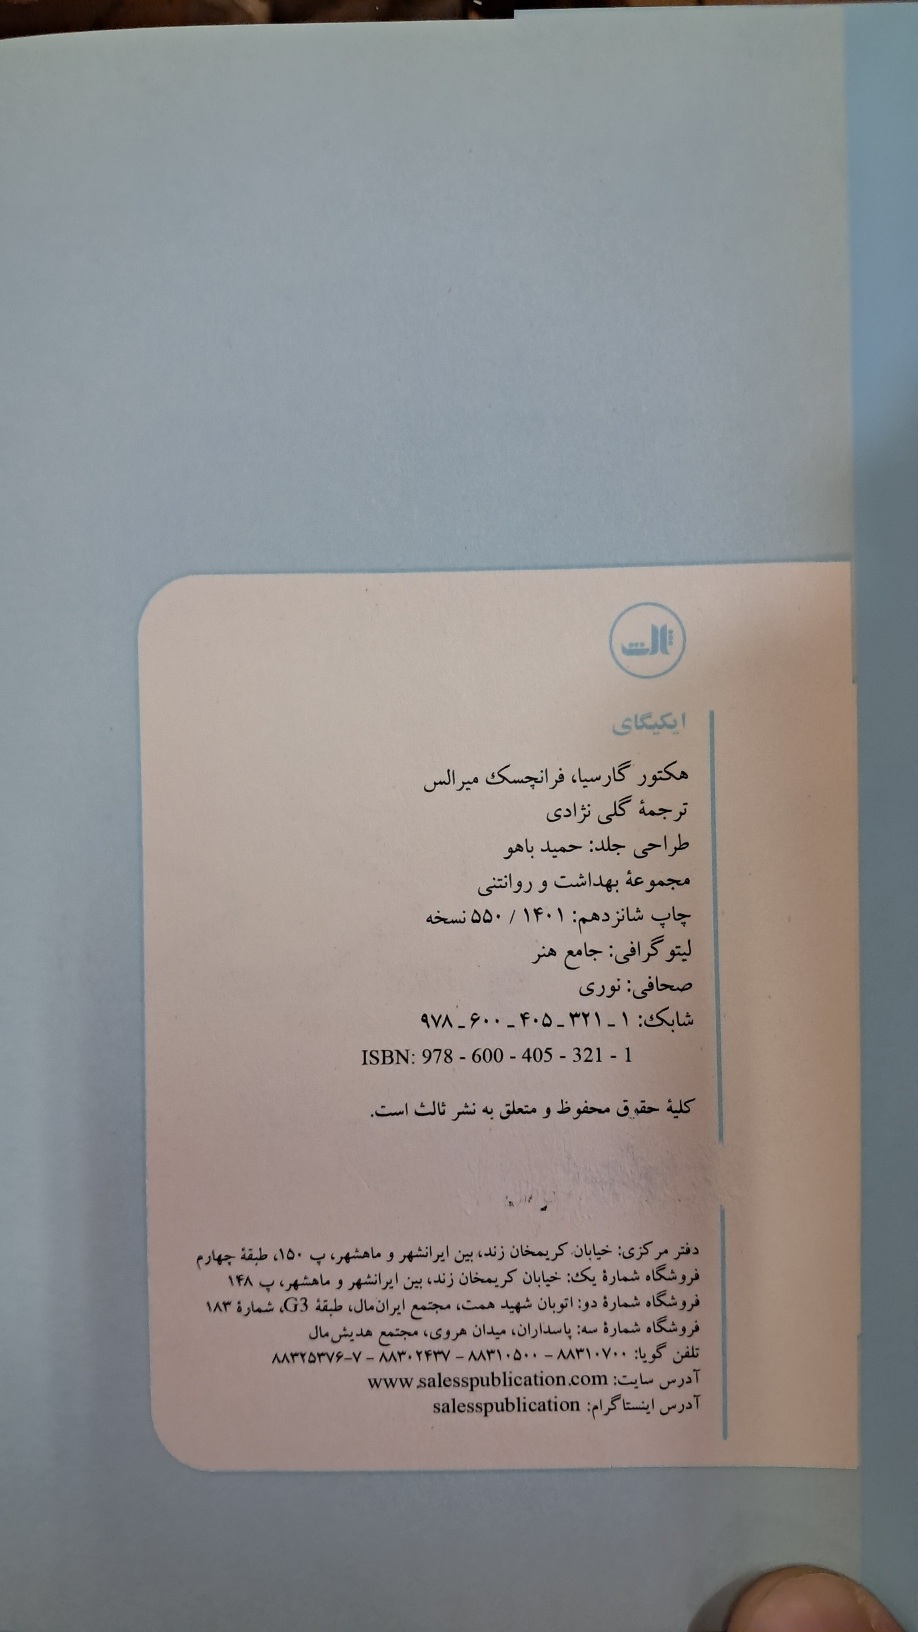 ثالث
ایکیگای
هکتور گارسیا، فرانچسک میرالس
ترجمهٔ گلی نژادی
طراحی جلد: حمید باهو
مجموعهٔ بهداشت و روانتنی
چاپ شانزدهم: ۱۴۰۱ / ۵۵۰ نسخه
لیتوگرافی: جامع هنر
صحافی: نوری
شابک: ۱ - ۳۲۱ - ۴۰۵ - ۶۰۰ - ۹۷۸
ISBN: 978 - 600 - 405 - 321 - 1
کلیهٔ حقوق محفوظ و متعلق به نشر ثالث است.
دفتر مرکزی: خیابان کریمخان زند، بین ایرانشهر و ماهشهر، پ ۱۵۰، طبقهٔ چهارم
فروشگاه شمارهٔ یک: خیابان کریمخان زند، بین ایرانشهر و ماهشهر، پ ۱۴۸
فروشگاه شمارهٔ دو: اتوبان شهید همت، مجتمع ایران‌مال، طبقهٔ G3، شمارهٔ ۱۸۳
فروشگاه شمارهٔ سه: پاسداران، میدان هروی، مجتمع هدیش‌مال
تلفن گویا: ۸۸۳۱۰۷۰۰ - ۸۸۳۱۰۵۰۰ - ۸۸۳۰۲۴۳۷ - ۸۸۳۲۵۳۷۶-۷
آدرس سایت: www.salesspublication.com
آدرس اینستاگرام: salesspublication